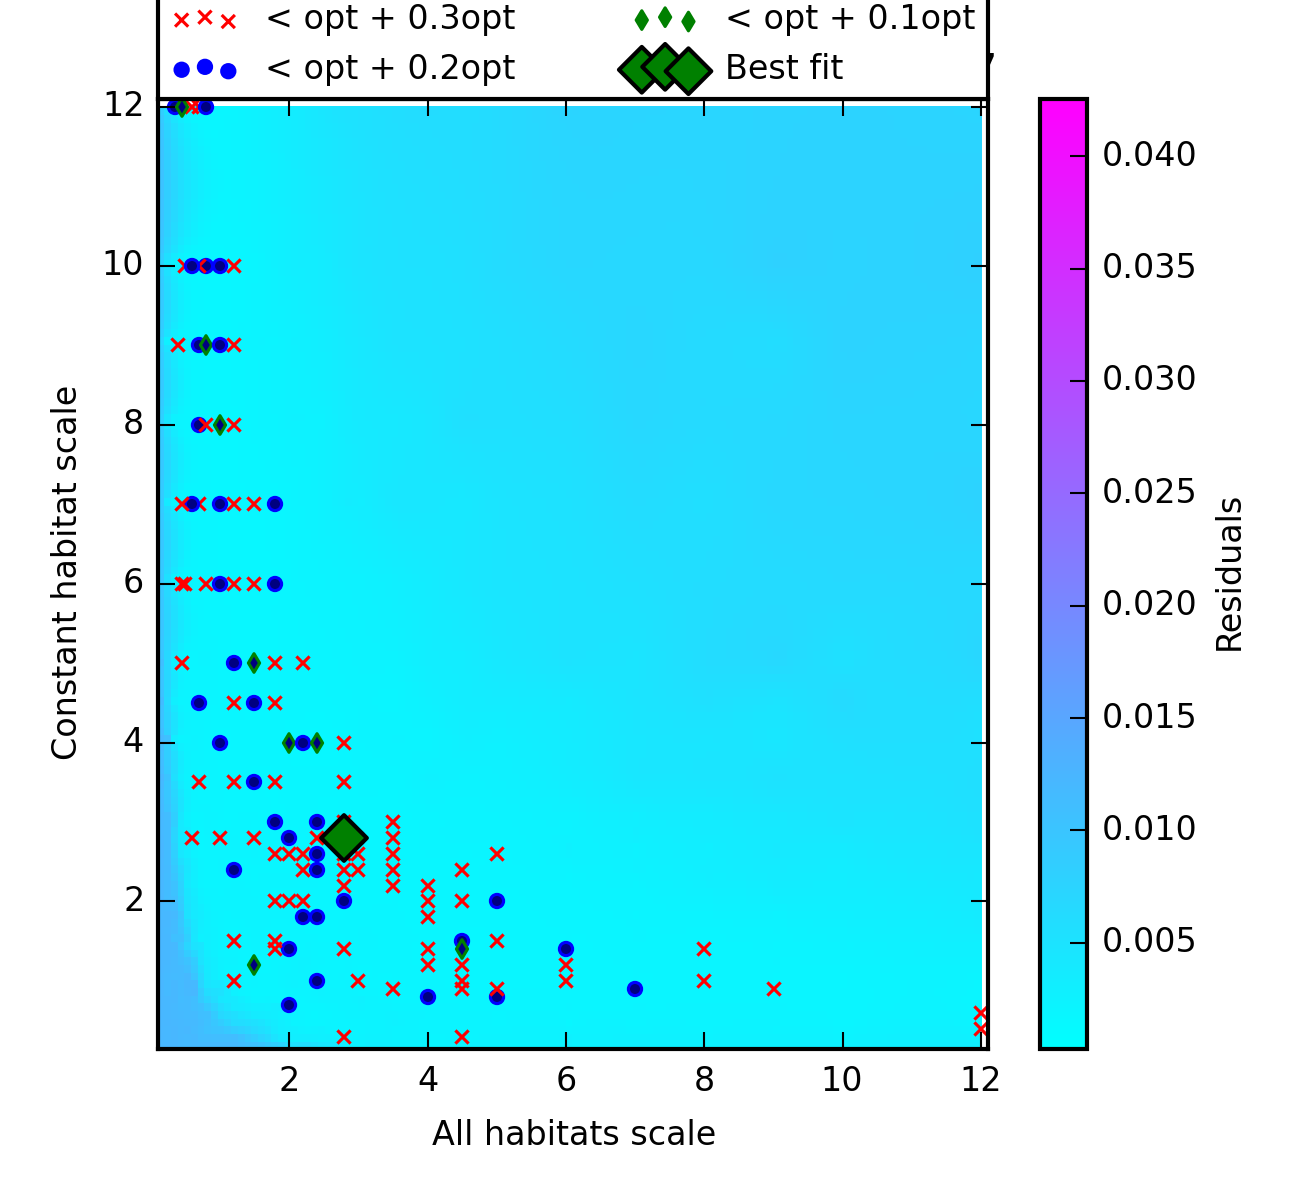 < opt + 0.3opt
< opt + 0.1opt
< opt + 0.2opt
Best fit
12
10
8
6
4
2
Constant habitat scale
2 4 6 8 10 12
All habitats scale
0.040
0.035
0.030
0.025
0.020
0.015
0.010
0.005
Residuals